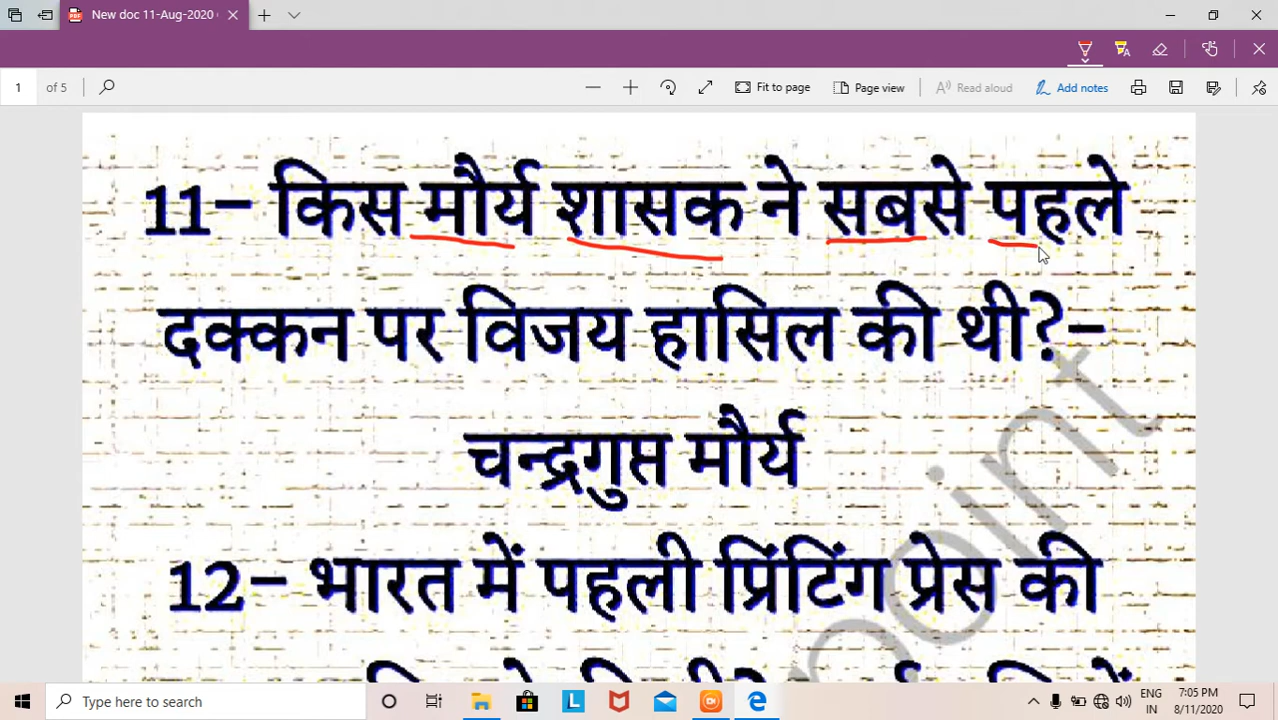 New doc 11-Aug-2020
1 of 5
Fit to page
Page view
Read aloud
Add notes
11- किस मौर्य शासक ने सबसे पहले
दक्कन पर विजय हासिल की थी?-
चन्द्रगुप्त मौर्य
12- भारत में पहली प्रिंटिंग प्रेस की
oint
Type here to search
ENG
IN
7:05 PM
8/11/2020